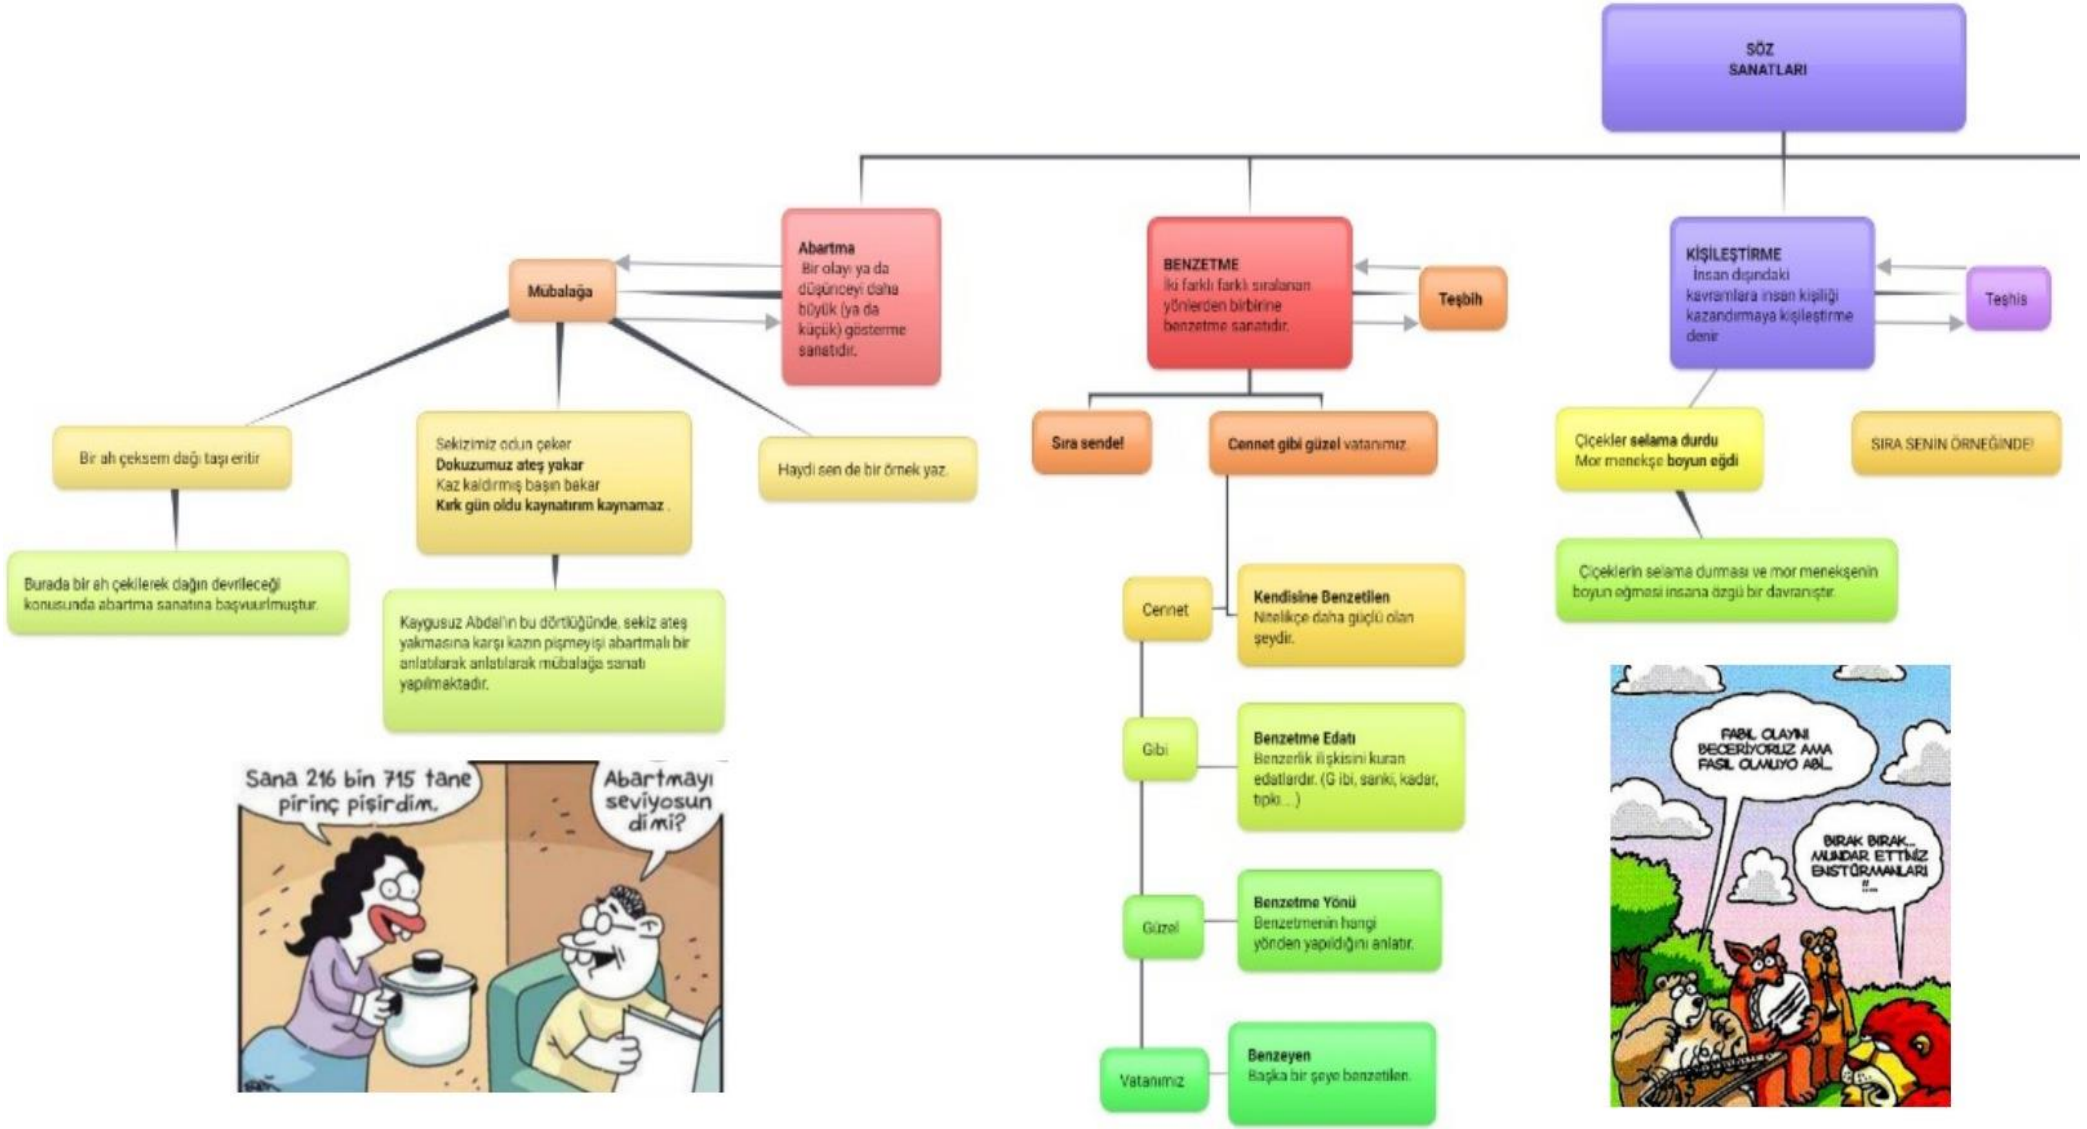 SÖZ
SANATLARI
Abartma
Bir olayı ya da
düşünceyi daha
büyük (ya da
küçük) gösterme
sanatıdır.
Mübalağa
Bir ah çeksem dağı taşı eritir
Burada bir ah çekilerek dağın devrileceği
konusunda abartma sanatına başvuurlmuştur.
Sekizimiz odun çeker
Dokuzumuz ateş yakar
Kaz kaldırmış başın bakar
Kırk gün oldu kaynatırım kaynamaz .
Kaygusuz Abdal'ın bu dörtlüğünde, sekiz ateş
yakmasına karşı kazın pişmeyişi abartmalı bir
anlatılarak anlatılarak mübalağa sanatı
yapılmaktadır.
Haydi sen de bir örnek yaz.
Sana 216 bin 715 tane
pirinç pişirdim.
Abartmayı
seviyosun
di mi?
BENZETME
İki farklı farklı sıralanan
yönlerden birbirine
benzetme sanatıdır.
Teşbih
Sıra sende!
Cennet gibi güzel vatanımız.
Cennet
Kendisine Benzetilen
Nitelikçe daha güçlü olan
şeydir.
Gibi
Benzetme Edatı
Benzerlik ilişkisini kuran
edatlardır. (G ibi, sanki, kadar,
tıpkı....)
Güzel
Benzetme Yönü
Benzetmenin hangi
yönden yapıldığını anlatır.
Vatanımız
Benzeyen
Başka bir şeye benzetilen.
KİŞİLEŞTİRME
İnsan dışındaki
kavramlara insan kişiliği
kazandırmaya kişileştirme
denir
Teşhis
Çiçekler selama durdu
Mor menekşe boyun eğdi
SIRA SENİN ÖRNEĞİNDE!
Çiçeklerin selama durması ve mor menekşenin
boyun eğmesi insana özgü bir davranıştır.
FABL OLAYINI
BECERİYORUZ AMA
FASIL OLMUYO ABİ...
BIRAK BIRAK...
MUNDAR ETTİNİZ
ENSTÜRMANLARI
!!....